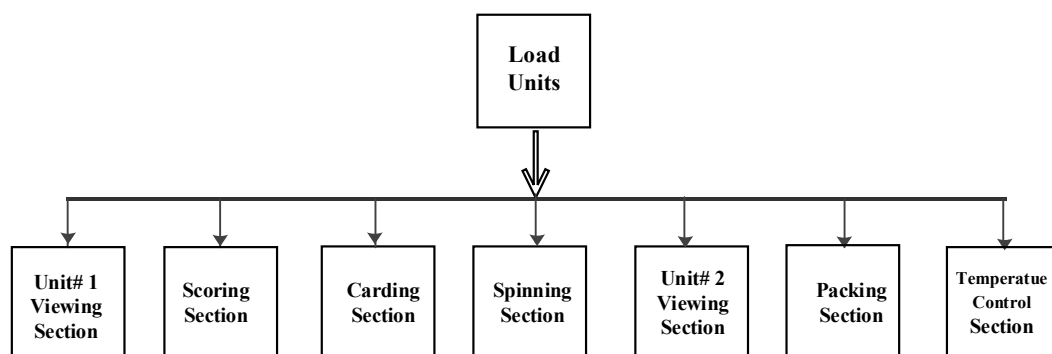 Load
Units
Unit# 1
Viewing
Section
Scoring
Section
Carding
Section
Spinning
Section
Unit# 2
Viewing
Section
Packing
Section
Temperatue
Control
Section